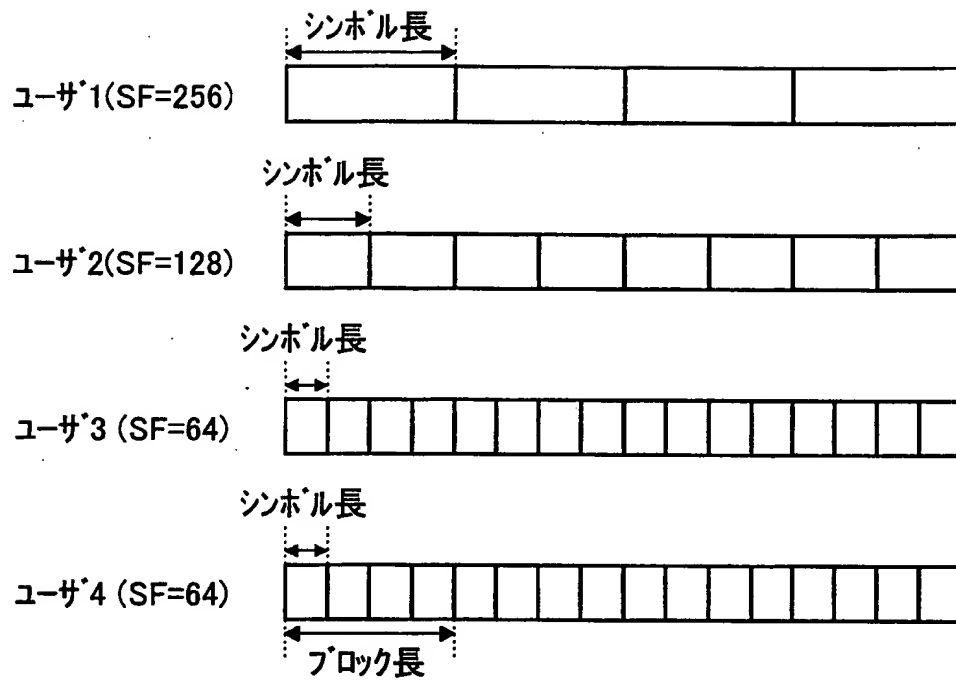 シンボル長
ユーザ1(SF=256)
シンボル長
ユーザ2(SF=128)
シンボル長
ユーザ3 (SF=64)
シンボル長
ユーザ4 (SF=64)
ブロック長